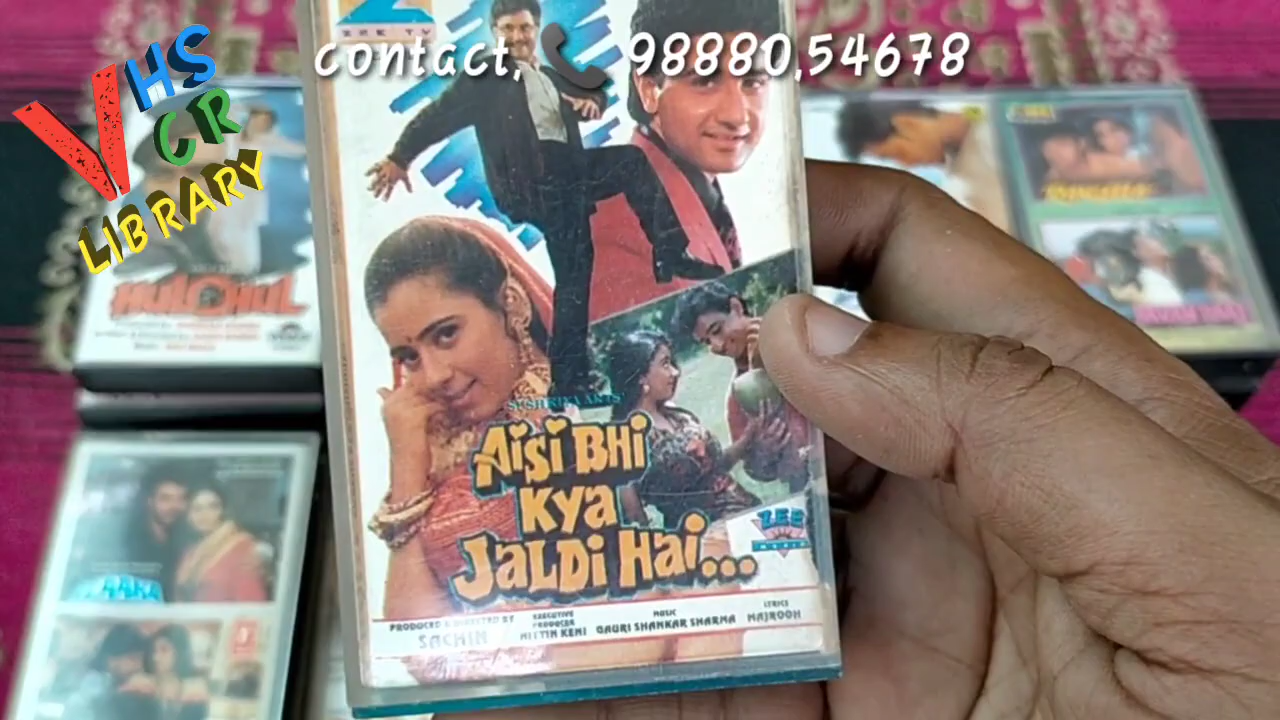 contact, 98880,54678
VHS
VCR
LIBRARY
ZEE TV
HULCHUL
AiSi BHi
KYa
JaLDi Hai...
ZEE
MUSIC
PRODUCED & DIRECTED BY
SACHIN
EXECUTIVE
PRODUCER
NITTIN KENI
MUSIC
GAURI SHANKAR SHARMA
LYRICS
MAJROOH